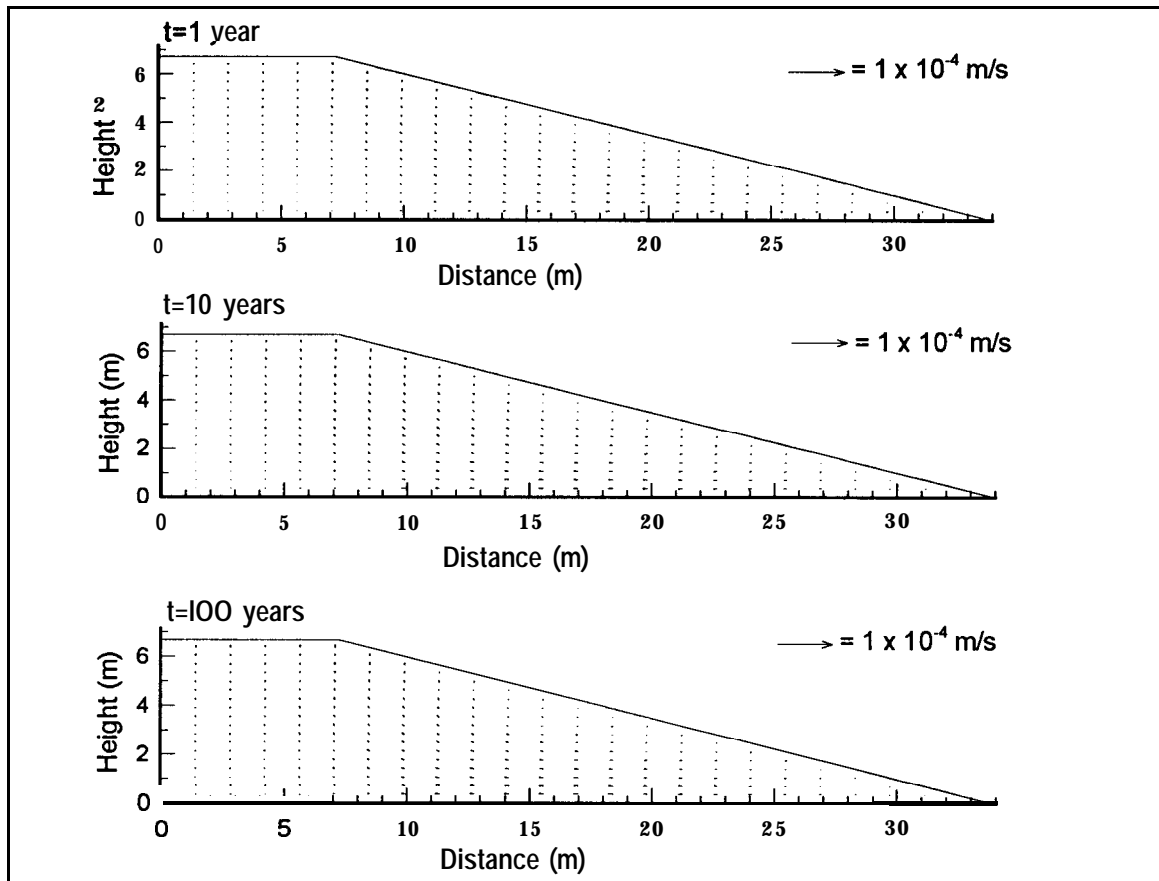 t=1 year
→ = 1 x 10⁻⁴ m/s
6
4
2
0
Height ²
0 5 10 15 20 25 30
Distance (m)
t=10 years
→ = 1 x 10⁻⁴ m/s
6
4
2
0
Height (m)
0 5 10 15 20 25 30
Distance (m)
t=lOO years
→ = 1 x 10⁻⁴ m/s
6
4
2
0
Height (m)
0 5 10 15 20 25 30
Distance (m)